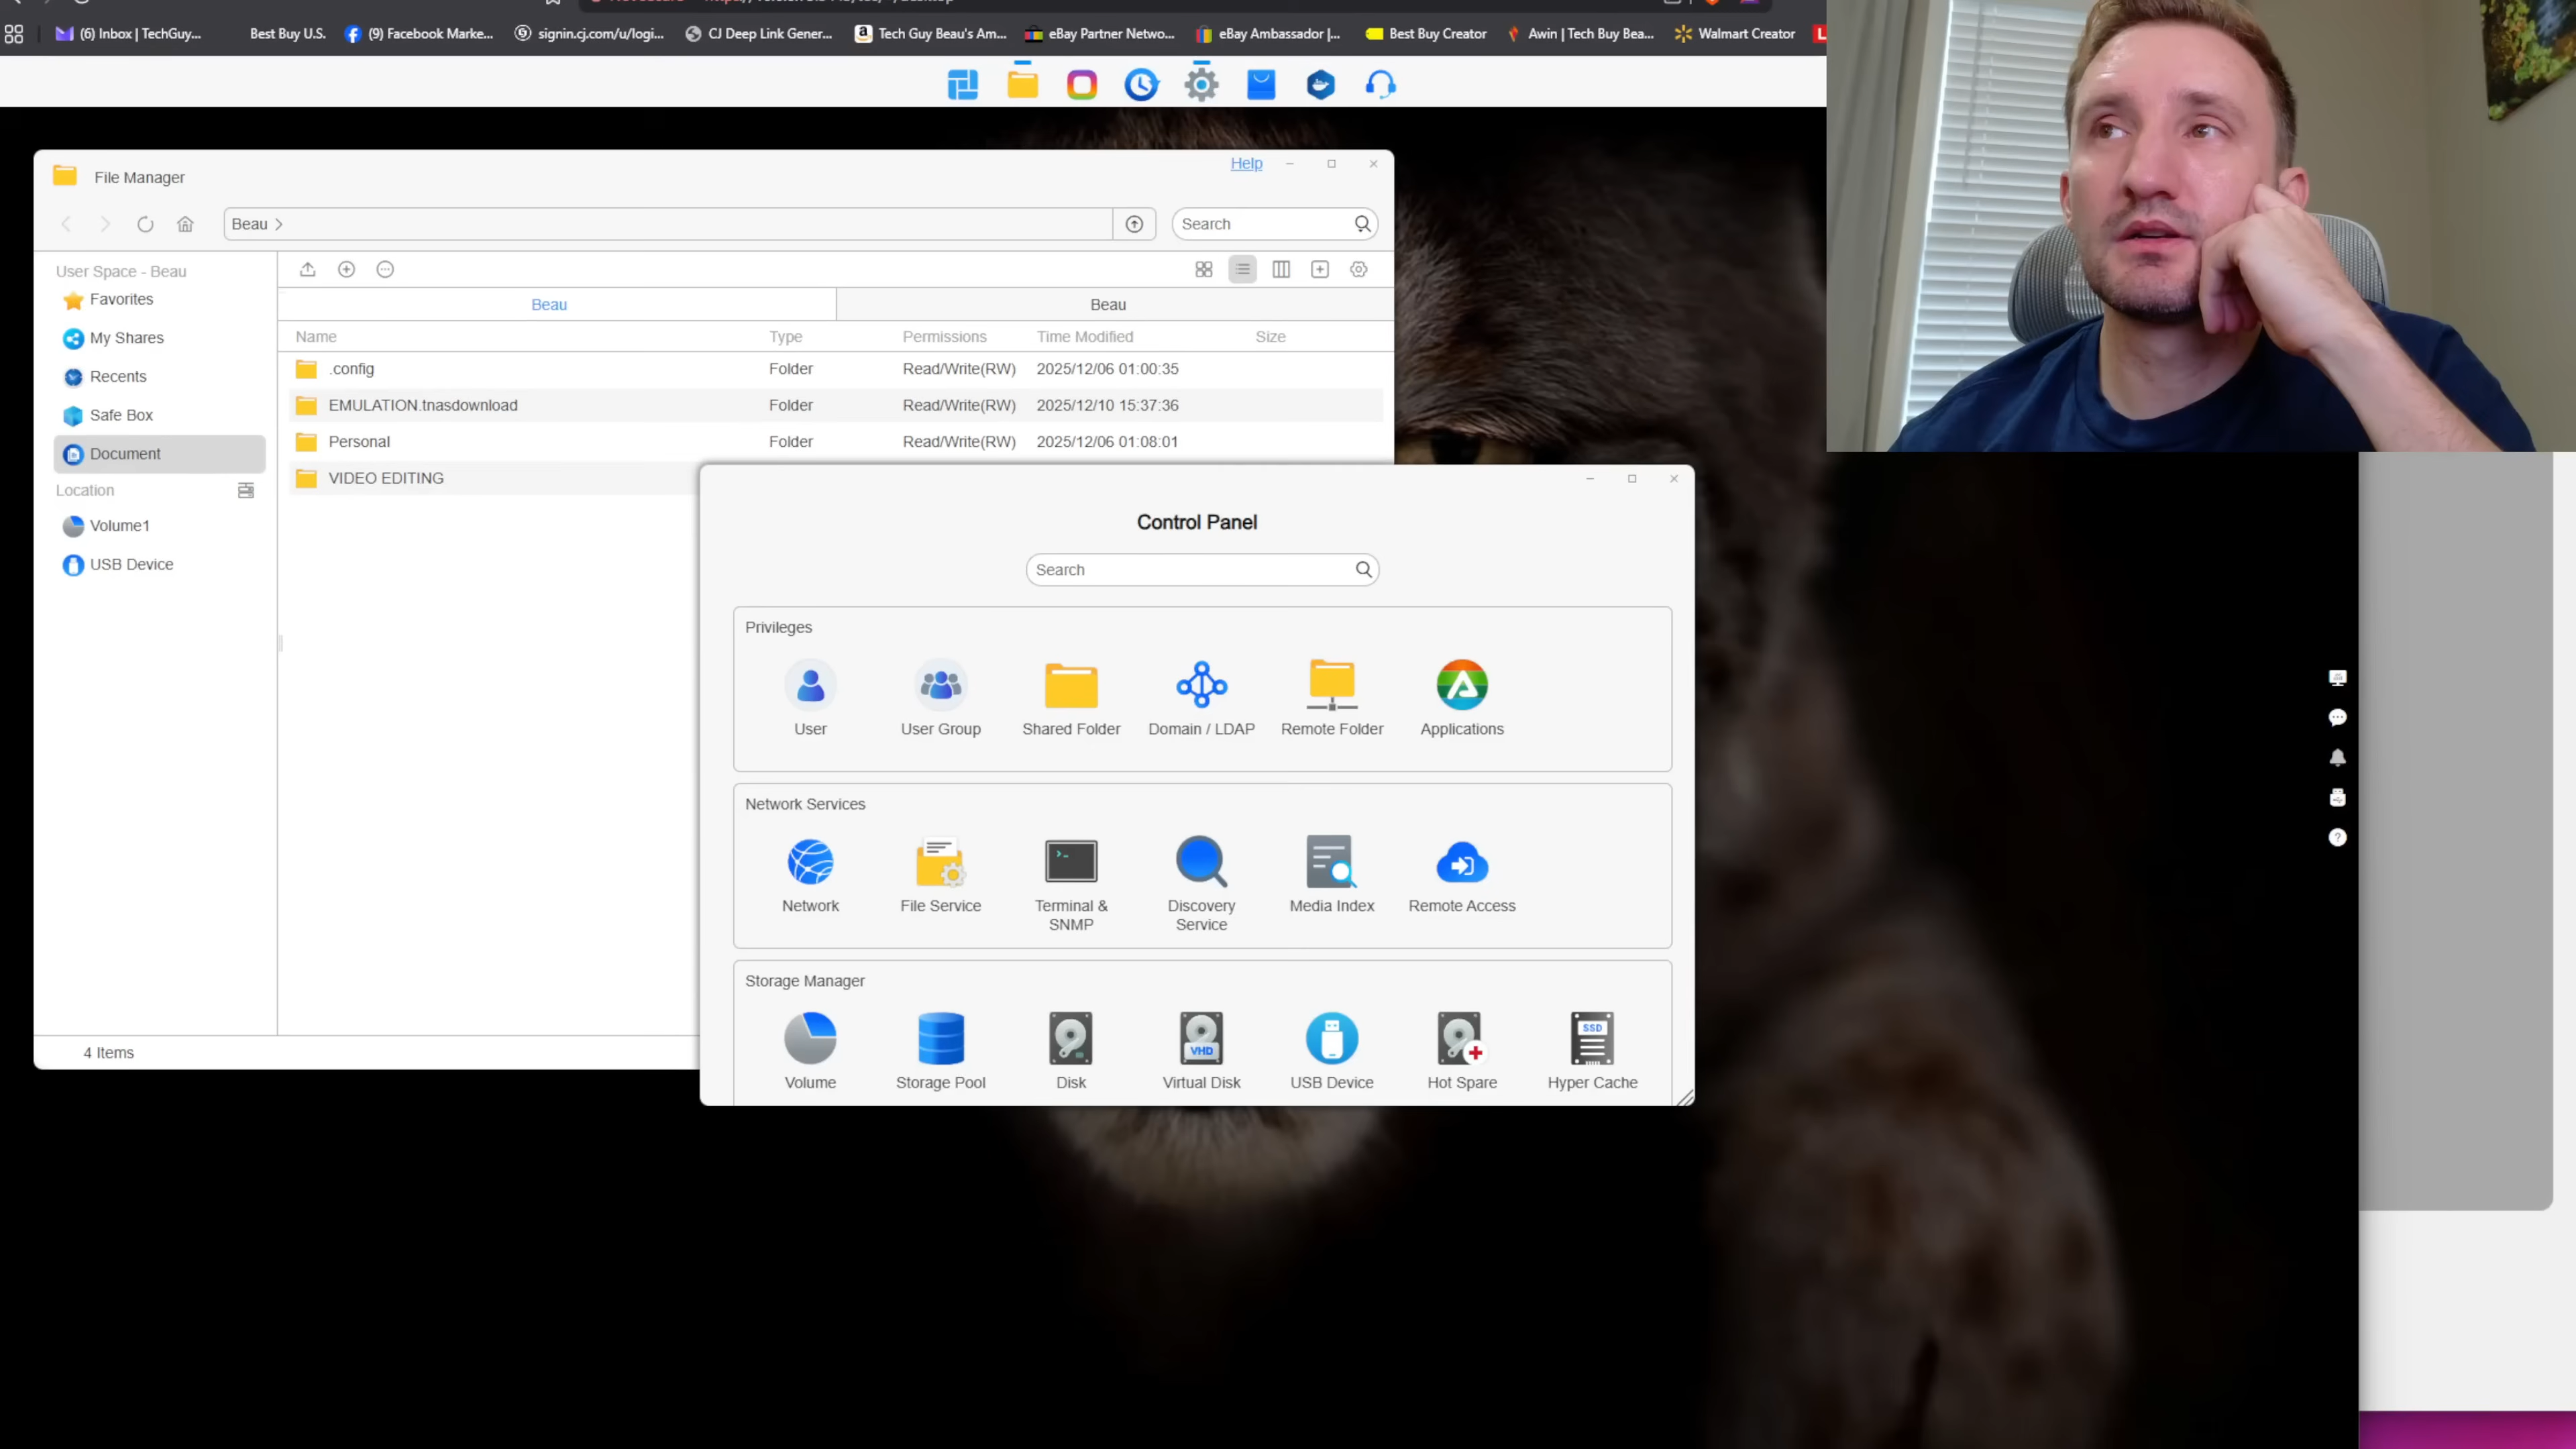 (6) Inbox | TechGuy...
Best Buy U.S.
(9) Facebook Marke...
signin.cj.com/u/logi...
CJ Deep Link Gener...
Tech Guy Beau's Am...
eBay Partner Netwo...
eBay Ambassador |...
Best Buy Creator
Awin | Tech Buy Bea...
Walmart Creator
File Manager
Help
Beau >
Search
User Space - Beau
Favorites
My Shares
Recents
Safe Box
Document
Location
Volume1
USB Device
Beau
Beau
Name Type Permissions Time Modified Size
.config Folder Read/Write(RW) 2025/12/06 01:00:35
EMULATION.tnasdownload Folder Read/Write(RW) 2025/12/10 15:37:36
Personal Folder Read/Write(RW) 2025/12/06 01:08:01
VIDEO EDITING
4 Items
Control Panel
Search
Privileges
User
User Group
Shared Folder
Domain / LDAP
Remote Folder
Applications
Network Services
Network
File Service
Terminal &
SNMP
Discovery
Service
Media Index
Remote Access
Storage Manager
VHD
SSD
Volume
Storage Pool
Disk
Virtual Disk
USB Device
Hot Spare
Hyper Cache